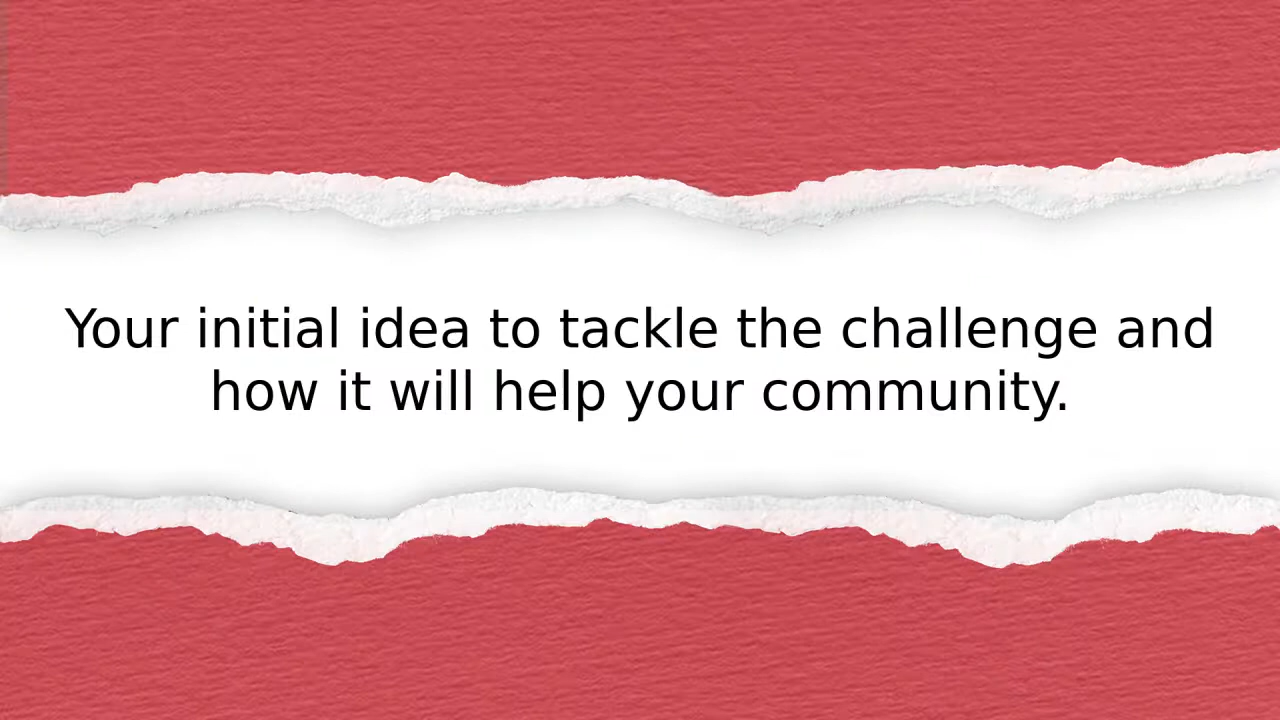 Your initial idea to tackle the challenge and
how it will help your community.